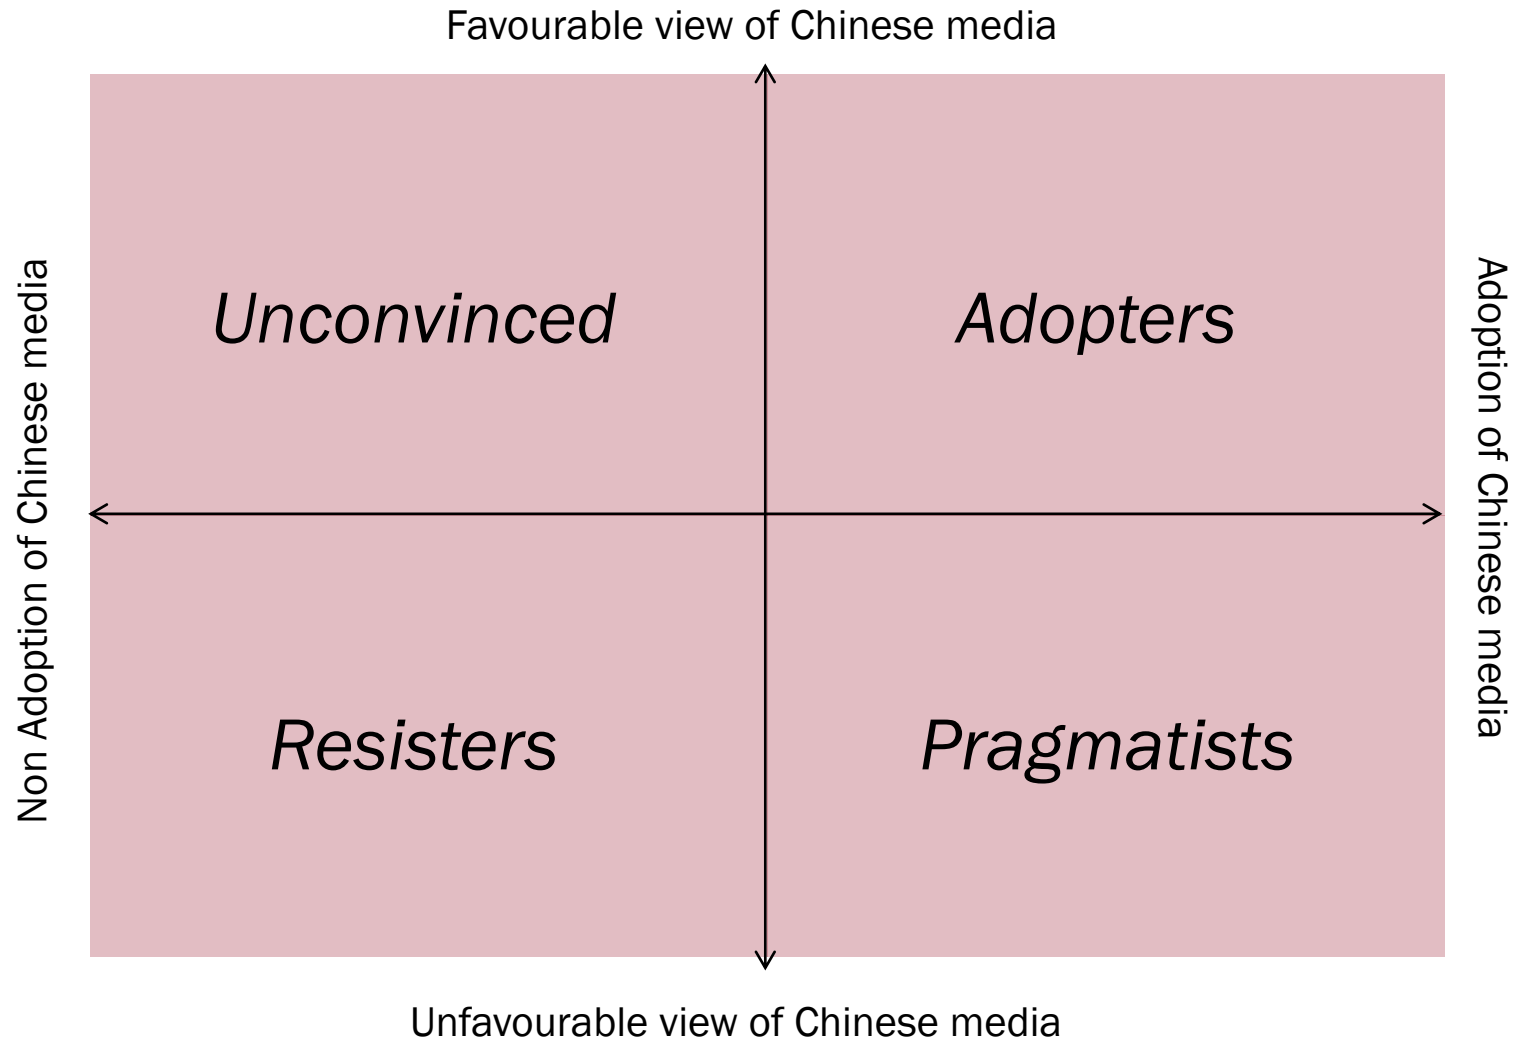 Favourable view of Chinese media
Non Adoption of Chinese media
Unconvinced
Adopters
Adoption of Chinese media
Resisters
Pragmatists
Unfavourable view of Chinese media